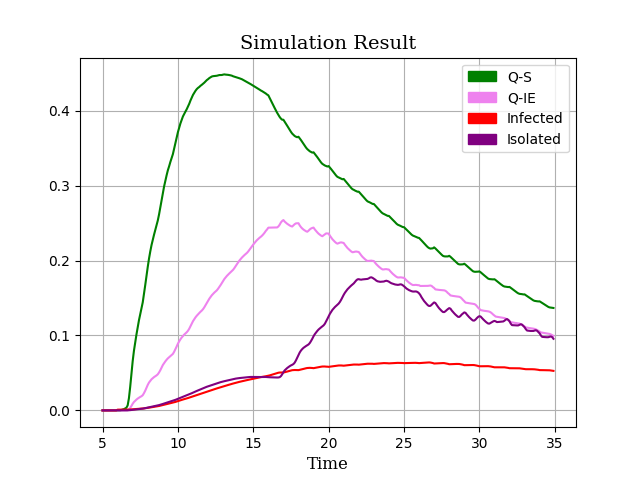 Simulation Result
Q-S
Q-IE
Infected
Isolated
0.4
0.3
0.2
0.1
0.0
5 10 15 20 25 30 35
Time